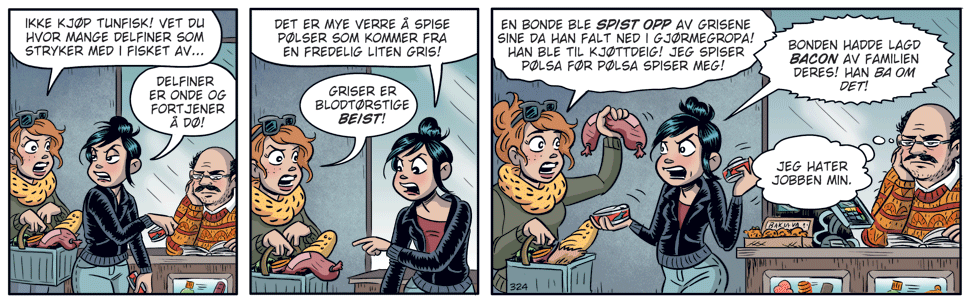 IKKE KJØP TUNFISK! VET DU
HVOR MANGE DELFINER SOM
STRYKER MED I FISKET AV...
DELFINER
ER ONDE OG
FORTJENER
Å DØ!
DET ER MYE VERRE Å SPISE
PØLSER SOM KOMMER FRA
EN FREDELIG LITEN GRIS!
GRISER ER
BLODTØRSTIGE
BEIST!
EN BONDE BLE SPIST OPP AV GRISENE
SINE DA HAN FALT NED I GJØRMEGROPA!
HAN BLE TIL KJØTTDEIG! JEG SPISER
PØLSA FØR PØLSA SPISER MEG!
BONDEN HADDE LAGD
BACON AV FAMILIEN
DERES! HAN BA OM
DET!
JEG HATER
JOBBEN MIN.
324